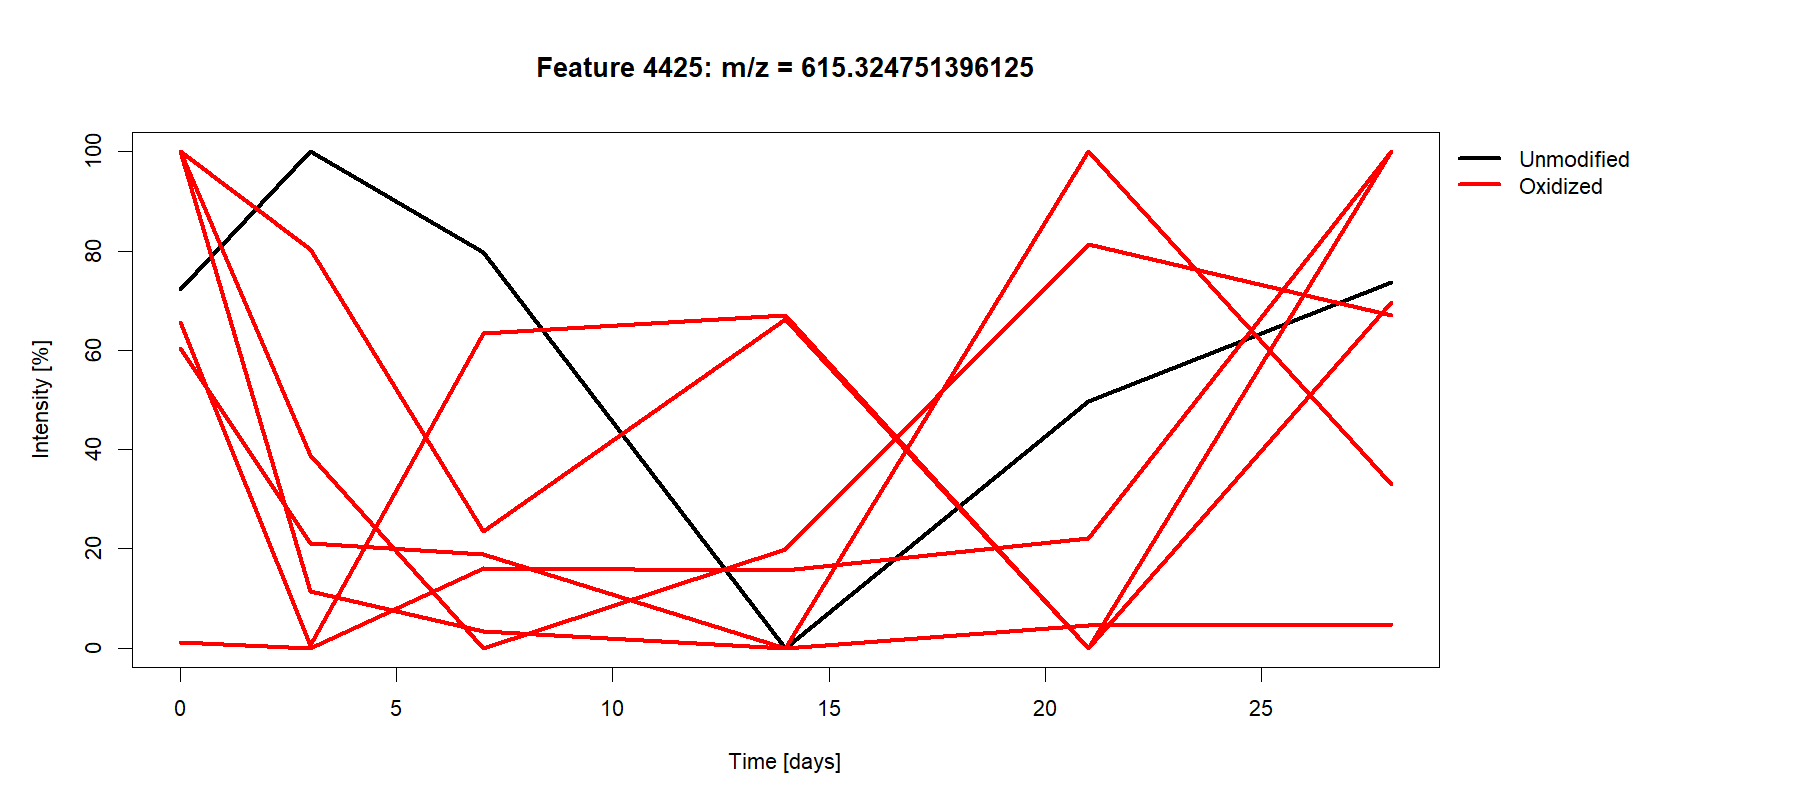 Feature 4425: m/z = 615.324751396125
Unmodified
Oxidized
Intensity [%]
100
80
60
40
20
0
0 5 10 15 20 25
Time [days]